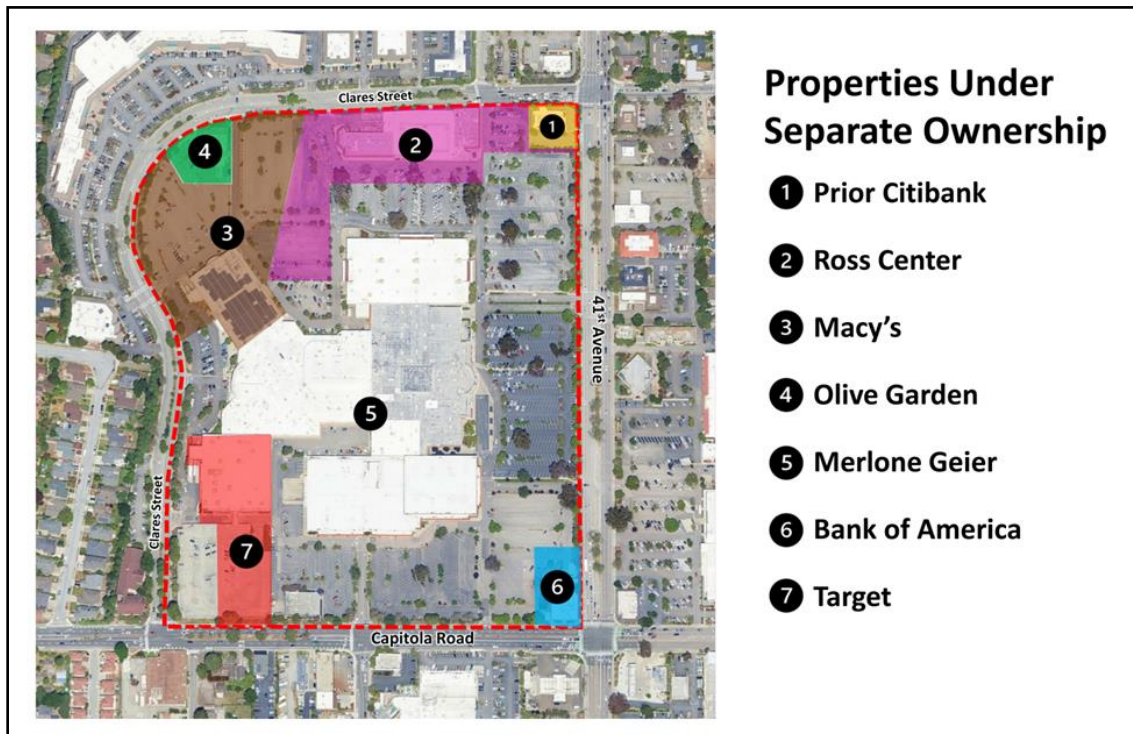 Properties Under
Separate Ownership
1 Prior Citibank
2 Ross Center
3 Macy's
4 Olive Garden
5 Merlone Geier
6 Bank of America
7 Target
Clares Street
1
2
4
3
41st Avenue
5
Clares Street
7
6
Capitola Road